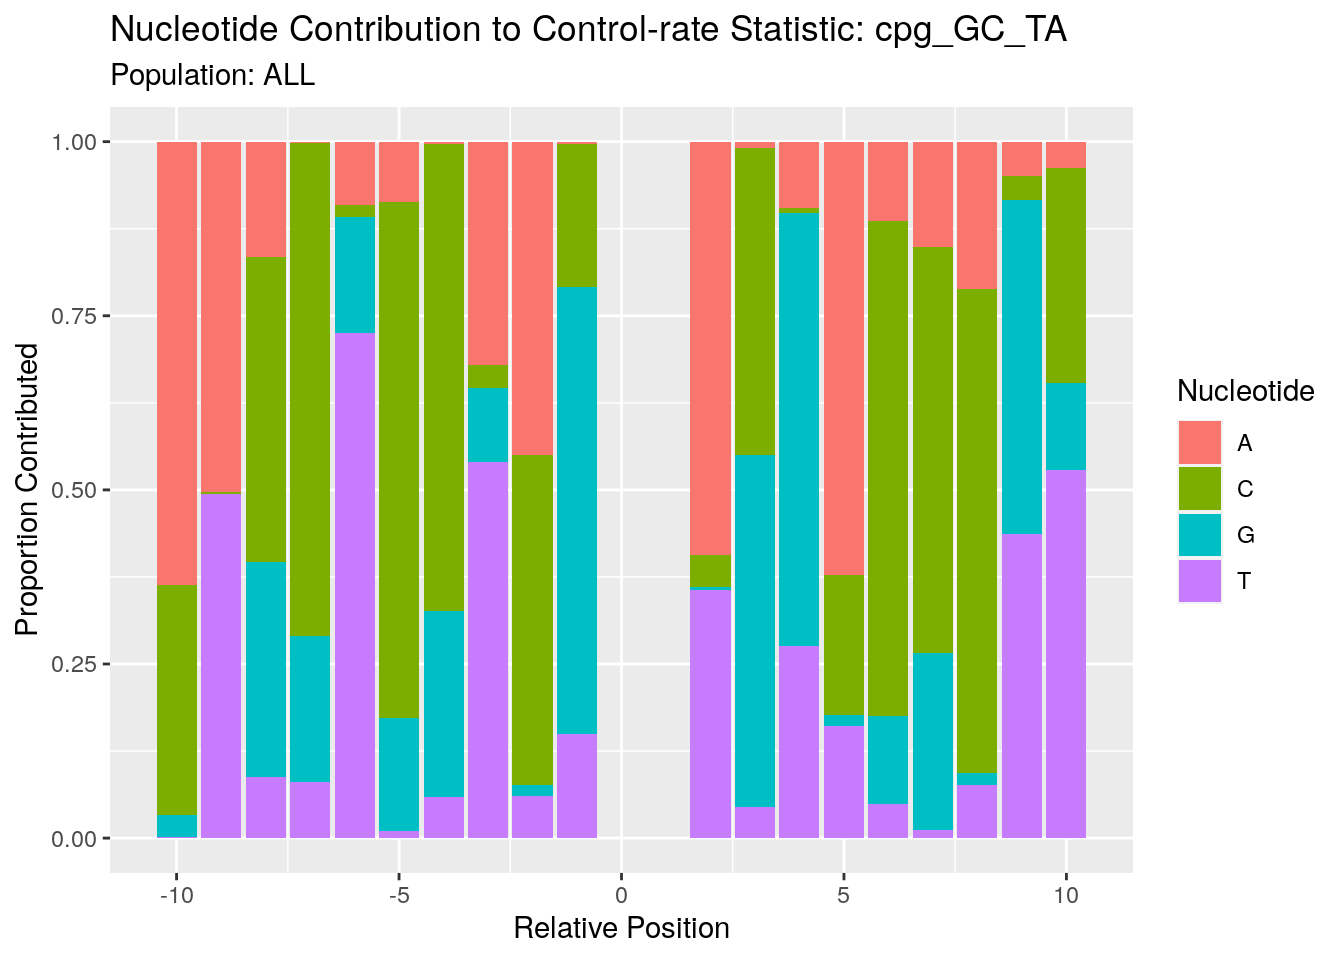 Nucleotide Contribution to Control-rate Statistic: cpg_GC_TA
Population: ALL
Proportion Contributed
1.00
0.75
0.50
0.25
0.00
-10
-5
0
5
10
Relative Position
Nucleotide
A
C
G
T